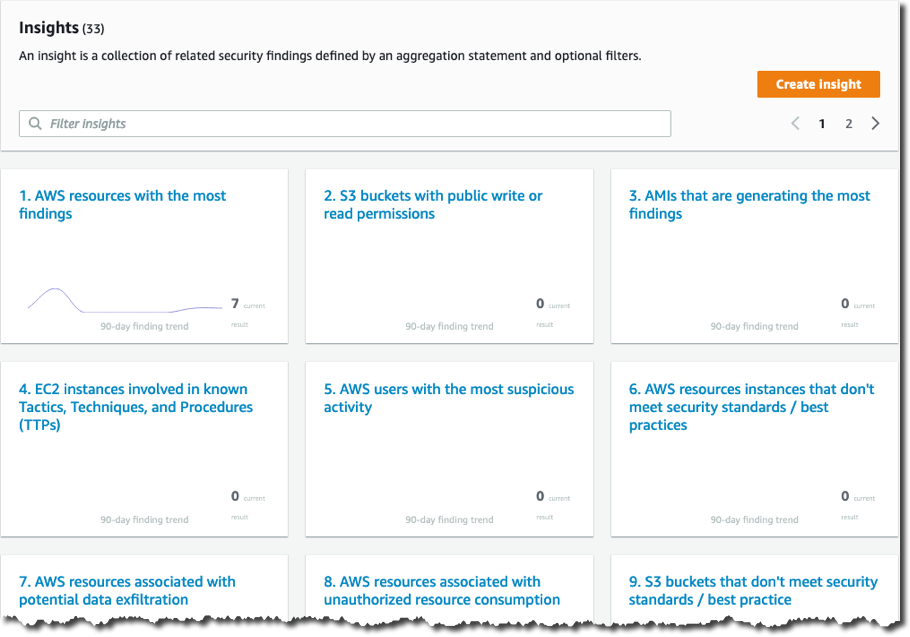 Insights (33)
An insight is a collection of related security findings defined by an aggregation statement and optional filters.
Create insight
Filter insights
1 2
1. AWS resources with the most
findings
7 current
result
90-day finding trend
2. S3 buckets with public write or
read permissions
0 current
result
90-day finding trend
3. AMIs that are generating the most
findings
0 current
result
90-day finding trend
4. EC2 instances involved in known
Tactics, Techniques, and Procedures
(TTPs)
0 current
result
90-day finding trend
5. AWS users with the most suspicious
activity
0 current
result
90-day finding trend
6. AWS resources instances that don't
meet security standards / best
practices
0 current
result
90-day finding trend
7. AWS resources associated with
potential data exfiltration
8. AWS resources associated with
unauthorized resource consumption
9. S3 buckets that don't meet security
standards / best practice